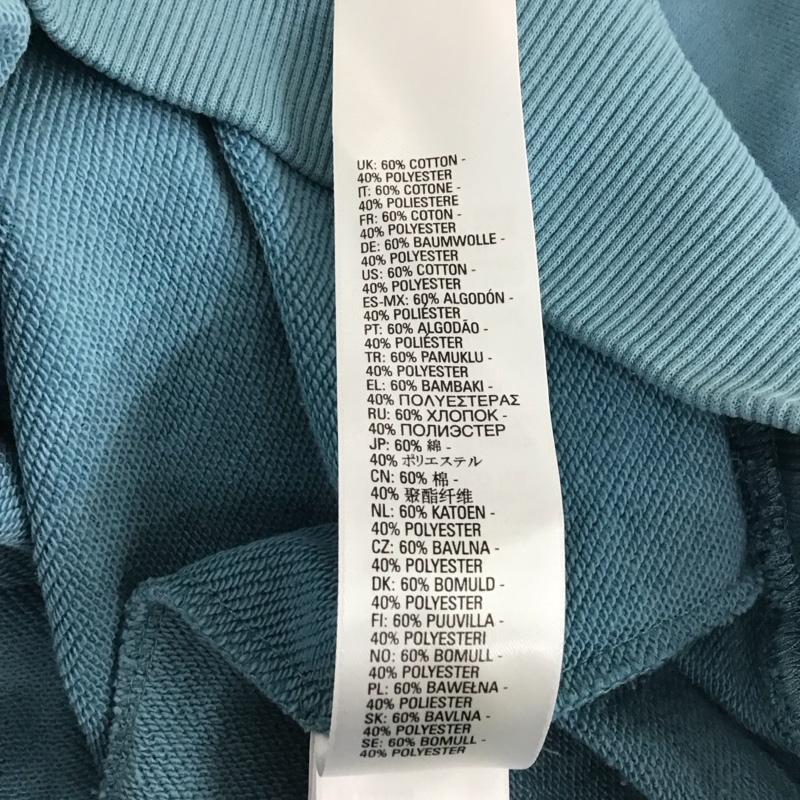 UK: 60% COTTON -
40% POLYESTER
IT: 60% COTONE -
40% POLIESTERE
FR: 60% COTON -
40% POLYESTER
DE: 60% BAUMWOLLE -
40% POLYESTER
US: 60% COTTON -
40% POLYESTER
ES-MX: 60% ALGODÓN -
40% POLIÉSTER
PT: 60% ALGODÃO -
40% POLIÉSTER
TR: 60% PAMUKLU -
40% POLYESTER
EL: 60% BAMBAKI -
40% ΠΟΛΥΕΣΤΕΡΑΣ
RU: 60% ХЛОПОК -
40% ПОЛИЭСТЕР
JP: 60% 綿 -
40% ポリエステル
CN: 60% 棉 -
40% 聚酯纤维
NL: 60% KATOEN -
40% POLYESTER
CZ: 60% BAVLNA -
40% POLYESTER
DK: 60% BOMULD -
40% POLYESTER
FI: 60% PUUVILLA -
40% POLYESTERI
NO: 60% BOMULL -
40% POLYESTER
PL: 60% BAWEŁNA -
40% POLIESTER
SK: 60% BAVLNA -
40% POLYESTER
SE: 60% BOMULL -
40% POLYESTER